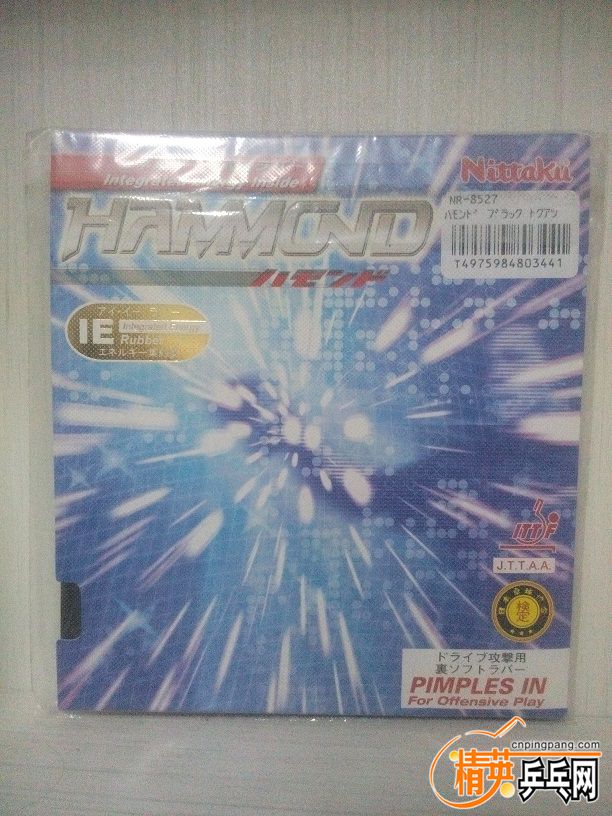 Nittaku
Inside
HAMMOND
ハモンド
NR-8527
ハモンド ブラック トクアツ
T4975984803441
IE
Integrated Energy
Rubber
ITTF
J.T.T.A.A.
検定
ドライブ攻撃用
裏ソフトラバー
PIMPLES IN
For Offensive Play
cnpingpang.com
精英乒乓网